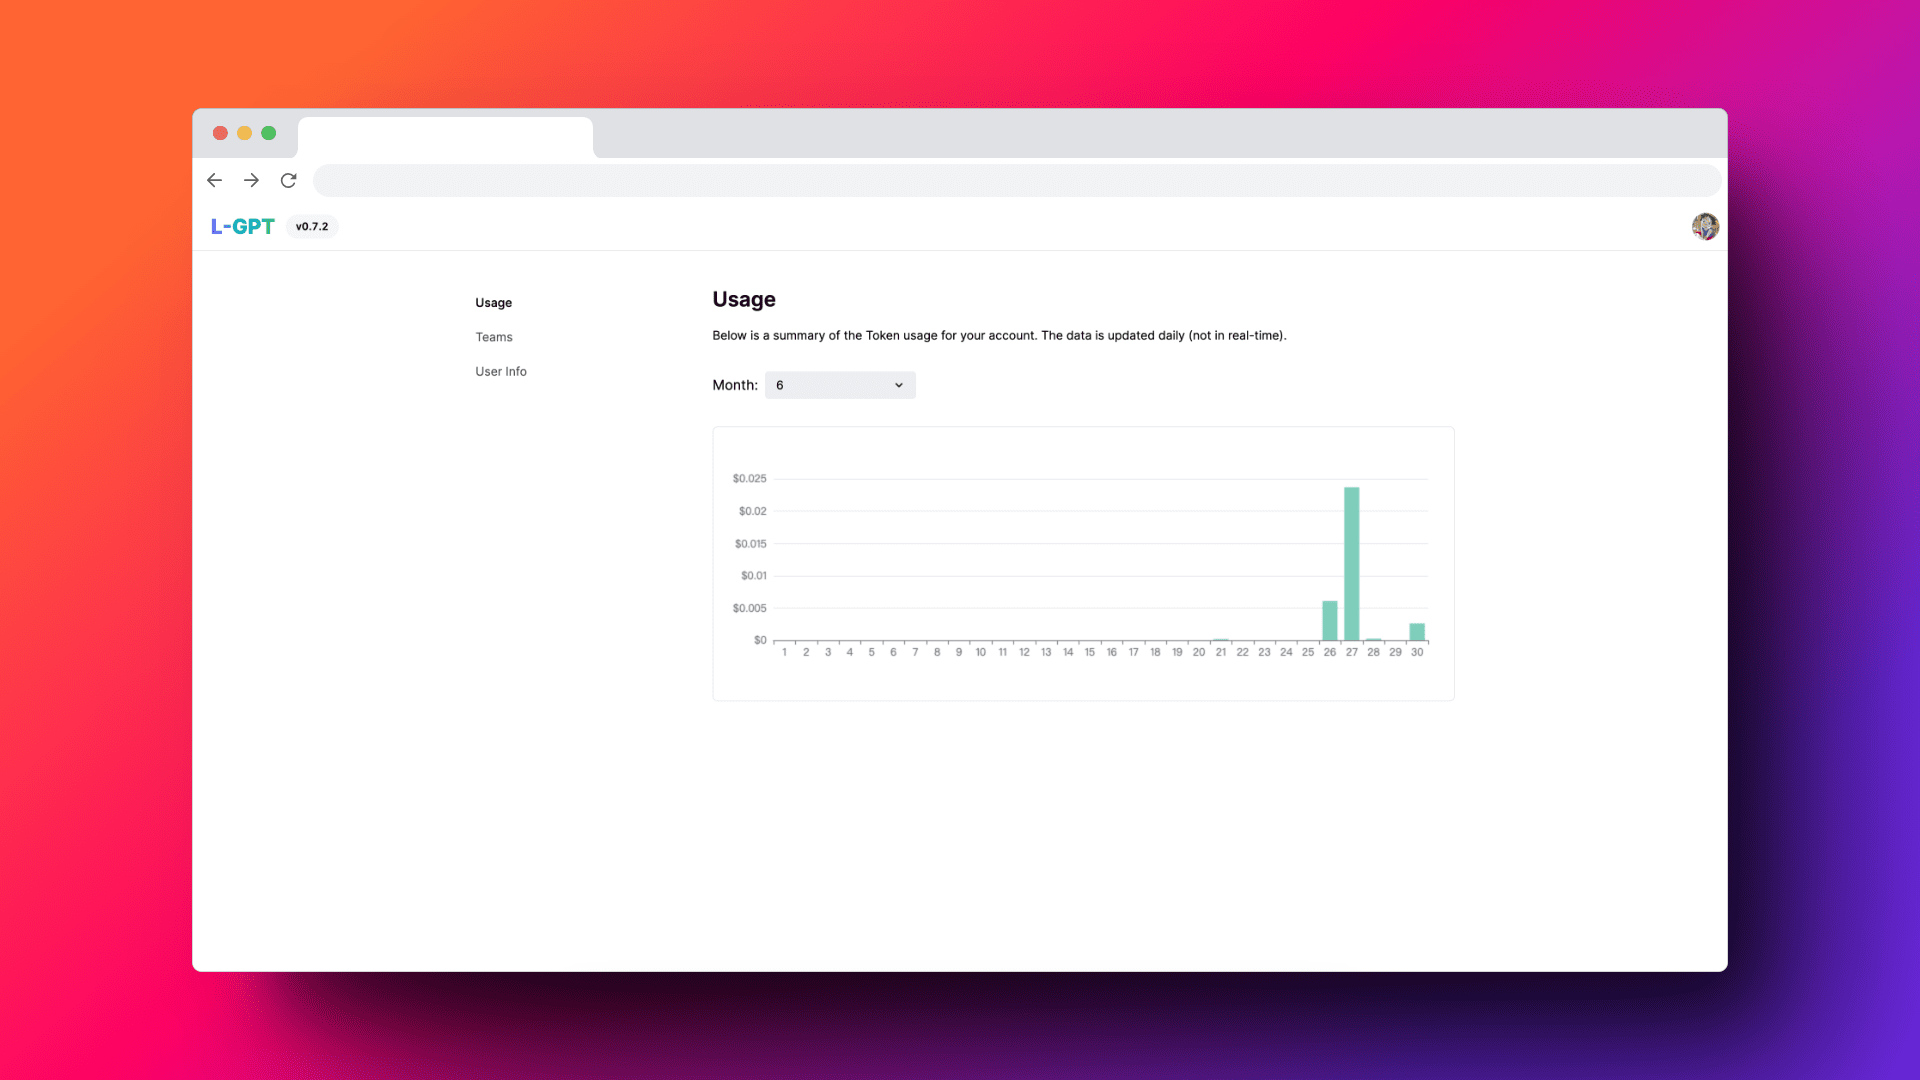 L-GPT v0.7.2
Usage
Teams
User Info
Usage
Below is a summary of the Token usage for your account. The data is updated daily (not in real-time).
Month: 6
$0.025
$0.02
$0.015
$0.01
$0.005
$0
1 2 3 4 5 6 7 8 9 10 11 12 13 14 15 16 17 18 19 20 21 22 23 24 25 26 27 28 29 30